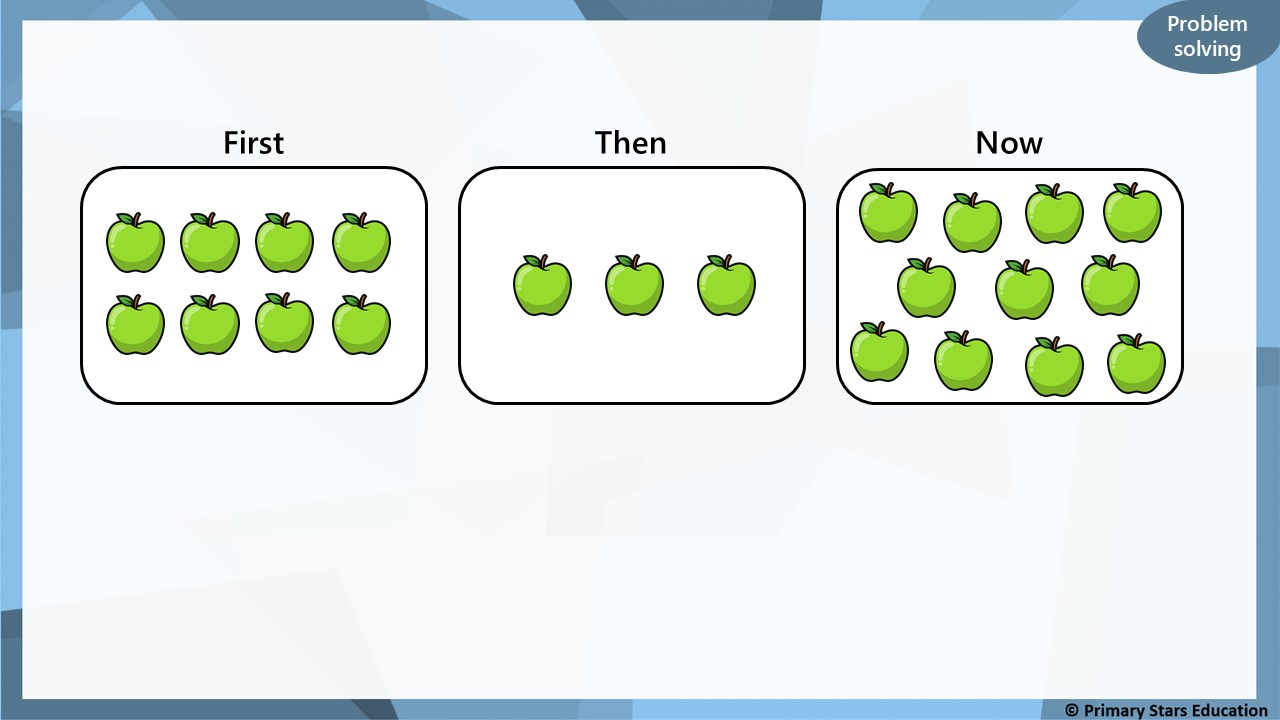 Problem
solving
First
Then
Now
© Primary Stars Education